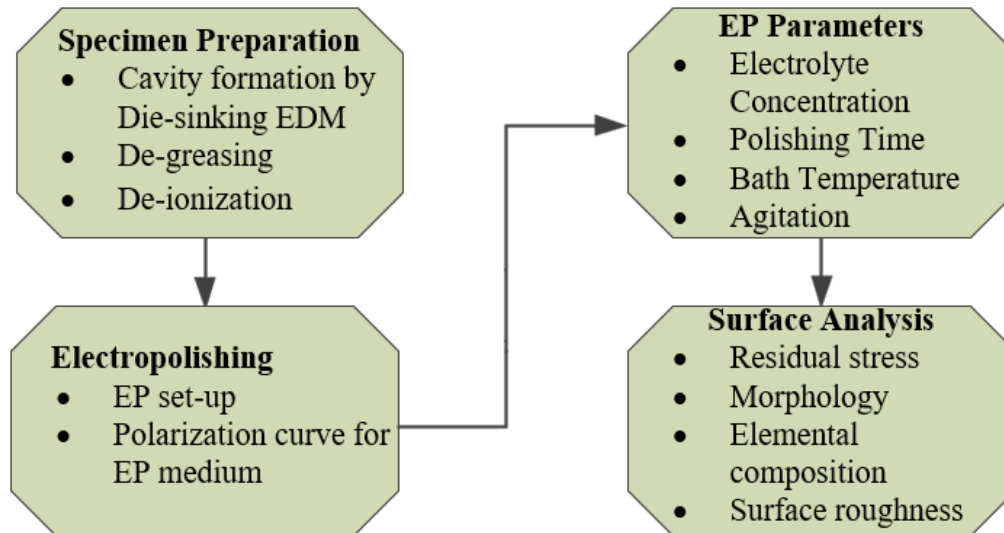 Specimen Preparation
• Cavity formation by
Die-sinking EDM
• De-greasing
• De-ionization
Electropolishing
• EP set-up
• Polarization curve for
EP medium
EP Parameters
• Electrolyte
Concentration
• Polishing Time
• Bath Temperature
• Agitation
Surface Analysis
• Residual stress
• Morphology
• Elemental
composition
• Surface roughness